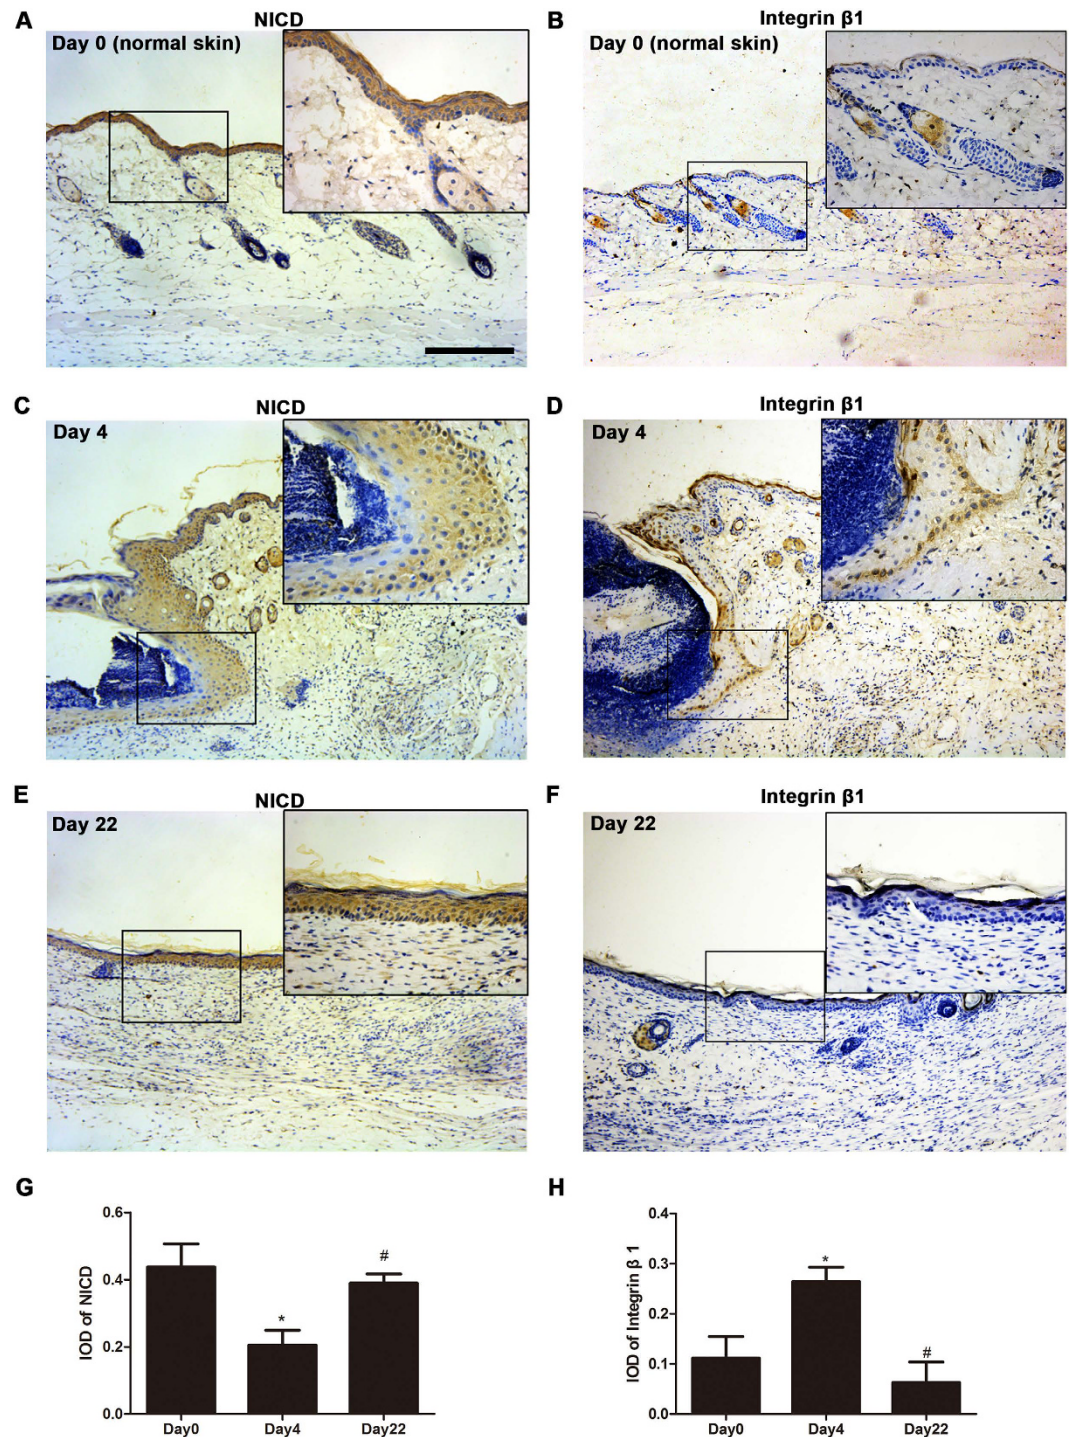 A
NICD
Day 0 (normal skin)
B
Integrin β1
Day 0 (normal skin)
C
NICD
Day 4
D
Integrin β1
Day 4
E
NICD
Day 22
F
Integrin β1
Day 22
G
IOD of NICD
0.6
0.4
0.2
0.0
*
#
Day0 Day4 Day22
H
IOD of Integrin β 1
0.4
0.3
0.2
0.1
0.0
*
#
Day0 Day4 Day22